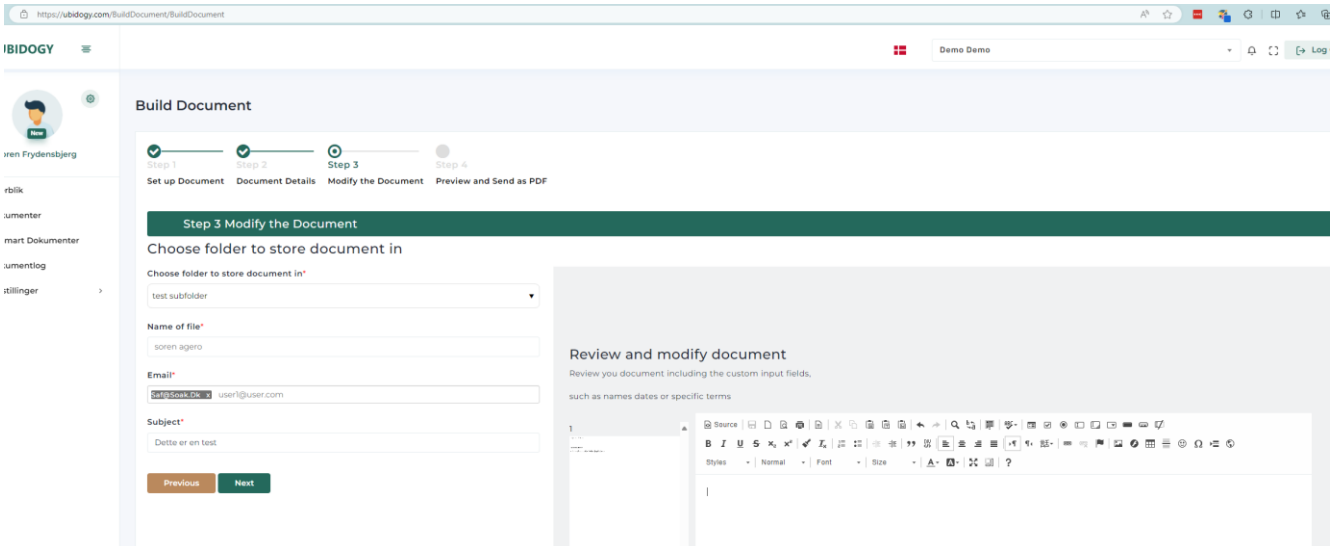 https://ubidogy.com/BuildDocument/BuildDocument
UBIDOGY
Demo Demo
Log
New
oren Frydensbjerg
erblik
kumenter
mart Dokumenter
kumentlog
stillinger
Build Document
Step 1
Step 2
Step 3
Step 4
Set up Document
Document Details
Modify the Document
Preview and Send as PDF
Step 3 Modify the Document
Choose folder to store document in
Choose folder to store document in*
test subfolder
Name of file*
soren agero
Email*
Saf@Soak.Dk x user1@user.com
Subject*
Dette er en test
Previous
Next
Review and modify document
Review you document including the custom input fields,
such as names dates or specific terms
1
Source
Styles
Normal
Font
Size